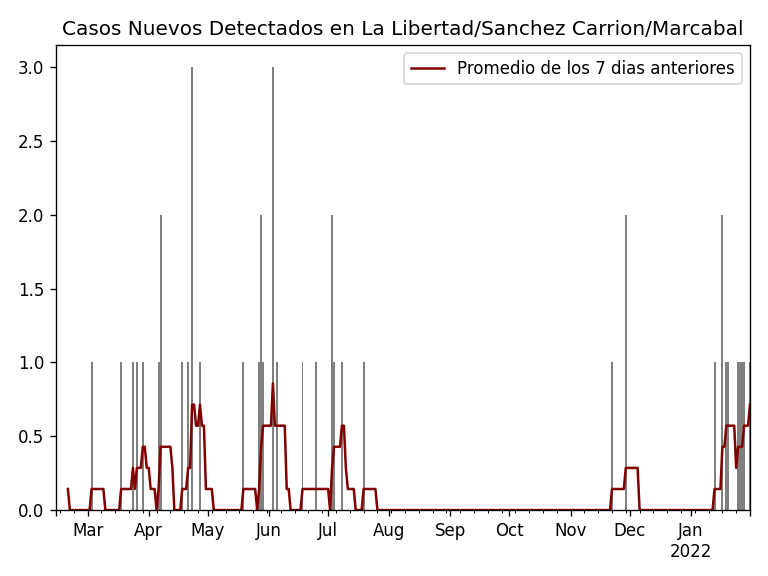 Casos Nuevos Detectados en La Libertad/Sanchez Carrion/Marcabal
Promedio de los 7 dias anteriores
3.0
2.5
2.0
1.5
1.0
0.5
0.0
Mar Apr May Jun Jul Aug Sep Oct Nov Dec Jan
2022